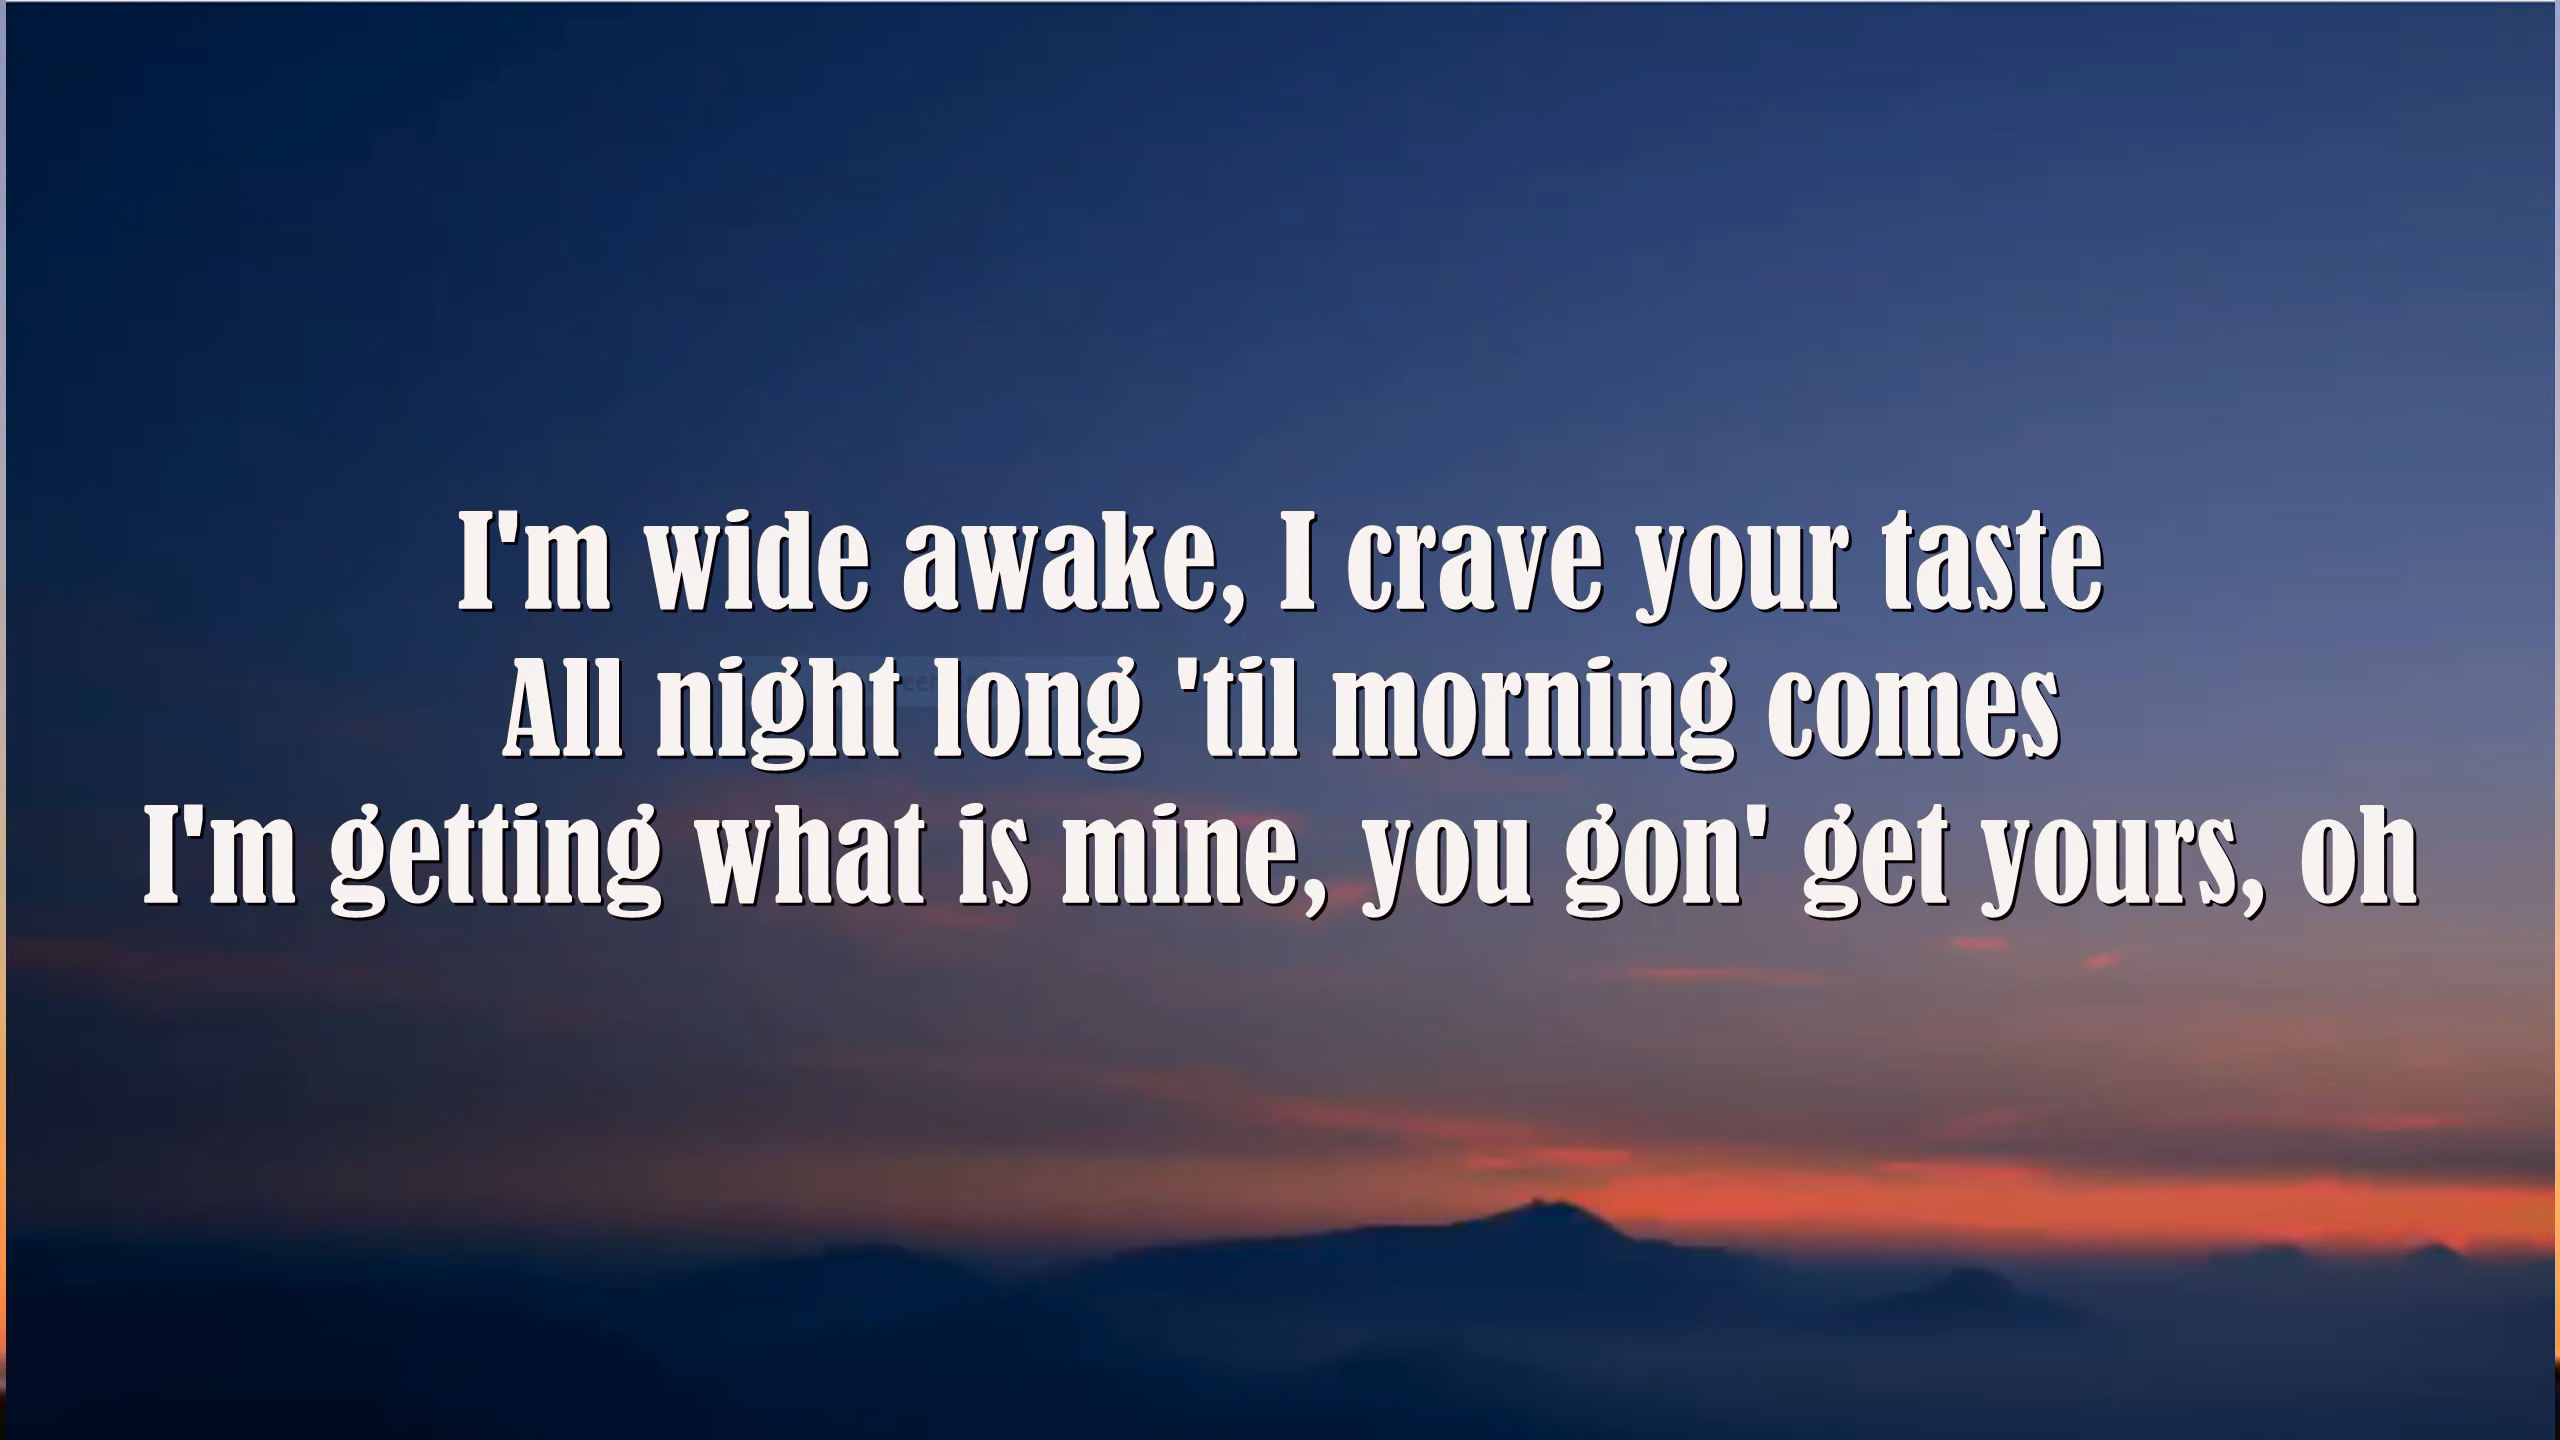 I'm wide awake, I crave your taste
All night long 'til morning comes
I'm getting what is mine, you gon' get yours, oh